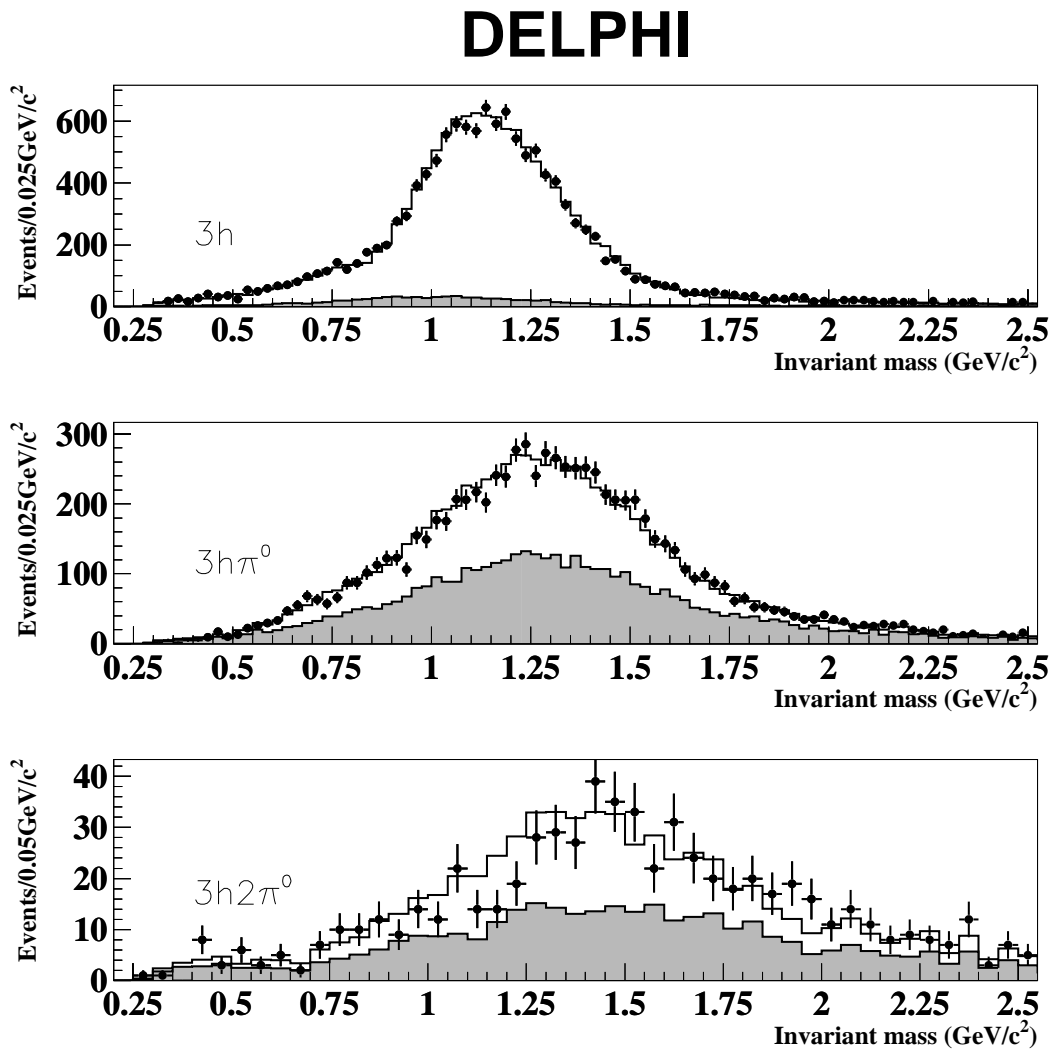 DELPHI
Events/0.025GeV/c²
600
400
200
0
3h
0.25 0.5 0.75 1 1.25 1.5 1.75 2 2.25 2.5
Invariant mass (GeV/c²)
Events/0.025GeV/c²
300
200
100
0
3hπ⁰
0.25 0.5 0.75 1 1.25 1.5 1.75 2 2.25 2.5
Invariant mass (GeV/c²)
Events/0.05GeV/c²
40
30
20
10
0
3h2π⁰
0.25 0.5 0.75 1 1.25 1.5 1.75 2 2.25 2.5
Invariant mass (GeV/c²)